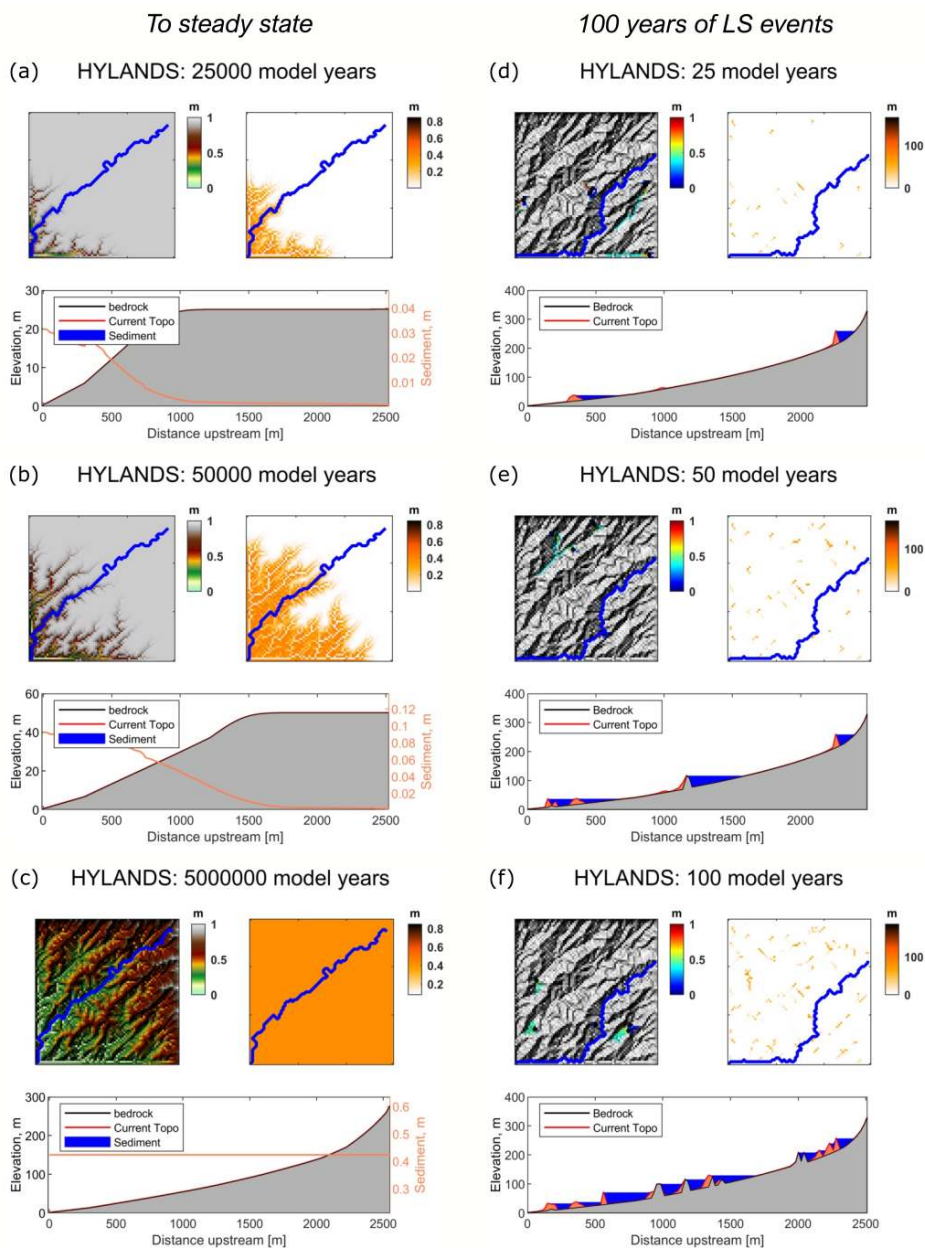 To steady state
100 years of LS events
(a) HYLANDS: 25000 model years
m
1
0.5
0
m
0.8
0.6
0.4
0.2
30
20
10
0
Elevation, m
bedrock
Current Topo
Sediment
0.04
0.03
0.02
0.01
Sediment, m
0 500 1000 1500 2000 2500
Distance upstream [m]
(d) HYLANDS: 25 model years
m
1
0.5
0
m
100
0
400
300
200
100
0
Elevation, m
Bedrock
Current Topo
0 500 1000 1500 2000
Distance upstream [m]
(b) HYLANDS: 50000 model years
m
1
0.5
0
m
0.8
0.6
0.4
0.2
60
40
20
0
Elevation, m
bedrock
Current Topo
Sediment
0.12
0.1
0.08
0.06
0.04
0.02
Sediment, m
0 500 1000 1500 2000 2500
Distance upstream [m]
(e) HYLANDS: 50 model years
m
1
0.5
0
m
100
0
400
300
200
100
0
Elevation, m
Bedrock
Current Topo
0 500 1000 1500 2000
Distance upstream [m]
(c) HYLANDS: 5000000 model years
m
1
0.5
0
m
0.8
0.6
0.4
0.2
300
200
100
0
Elevation, m
bedrock
Current Topo
Sediment
0.6
0.5
0.4
0.3
Sediment, m
0 500 1000 1500 2000 2500
Distance upstream [m]
(f) HYLANDS: 100 model years
m
1
0.5
0
m
100
0
400
300
200
100
0
Elevation, m
Bedrock
Current Topo
0 500 1000 1500 2000
Distance upstream [m]